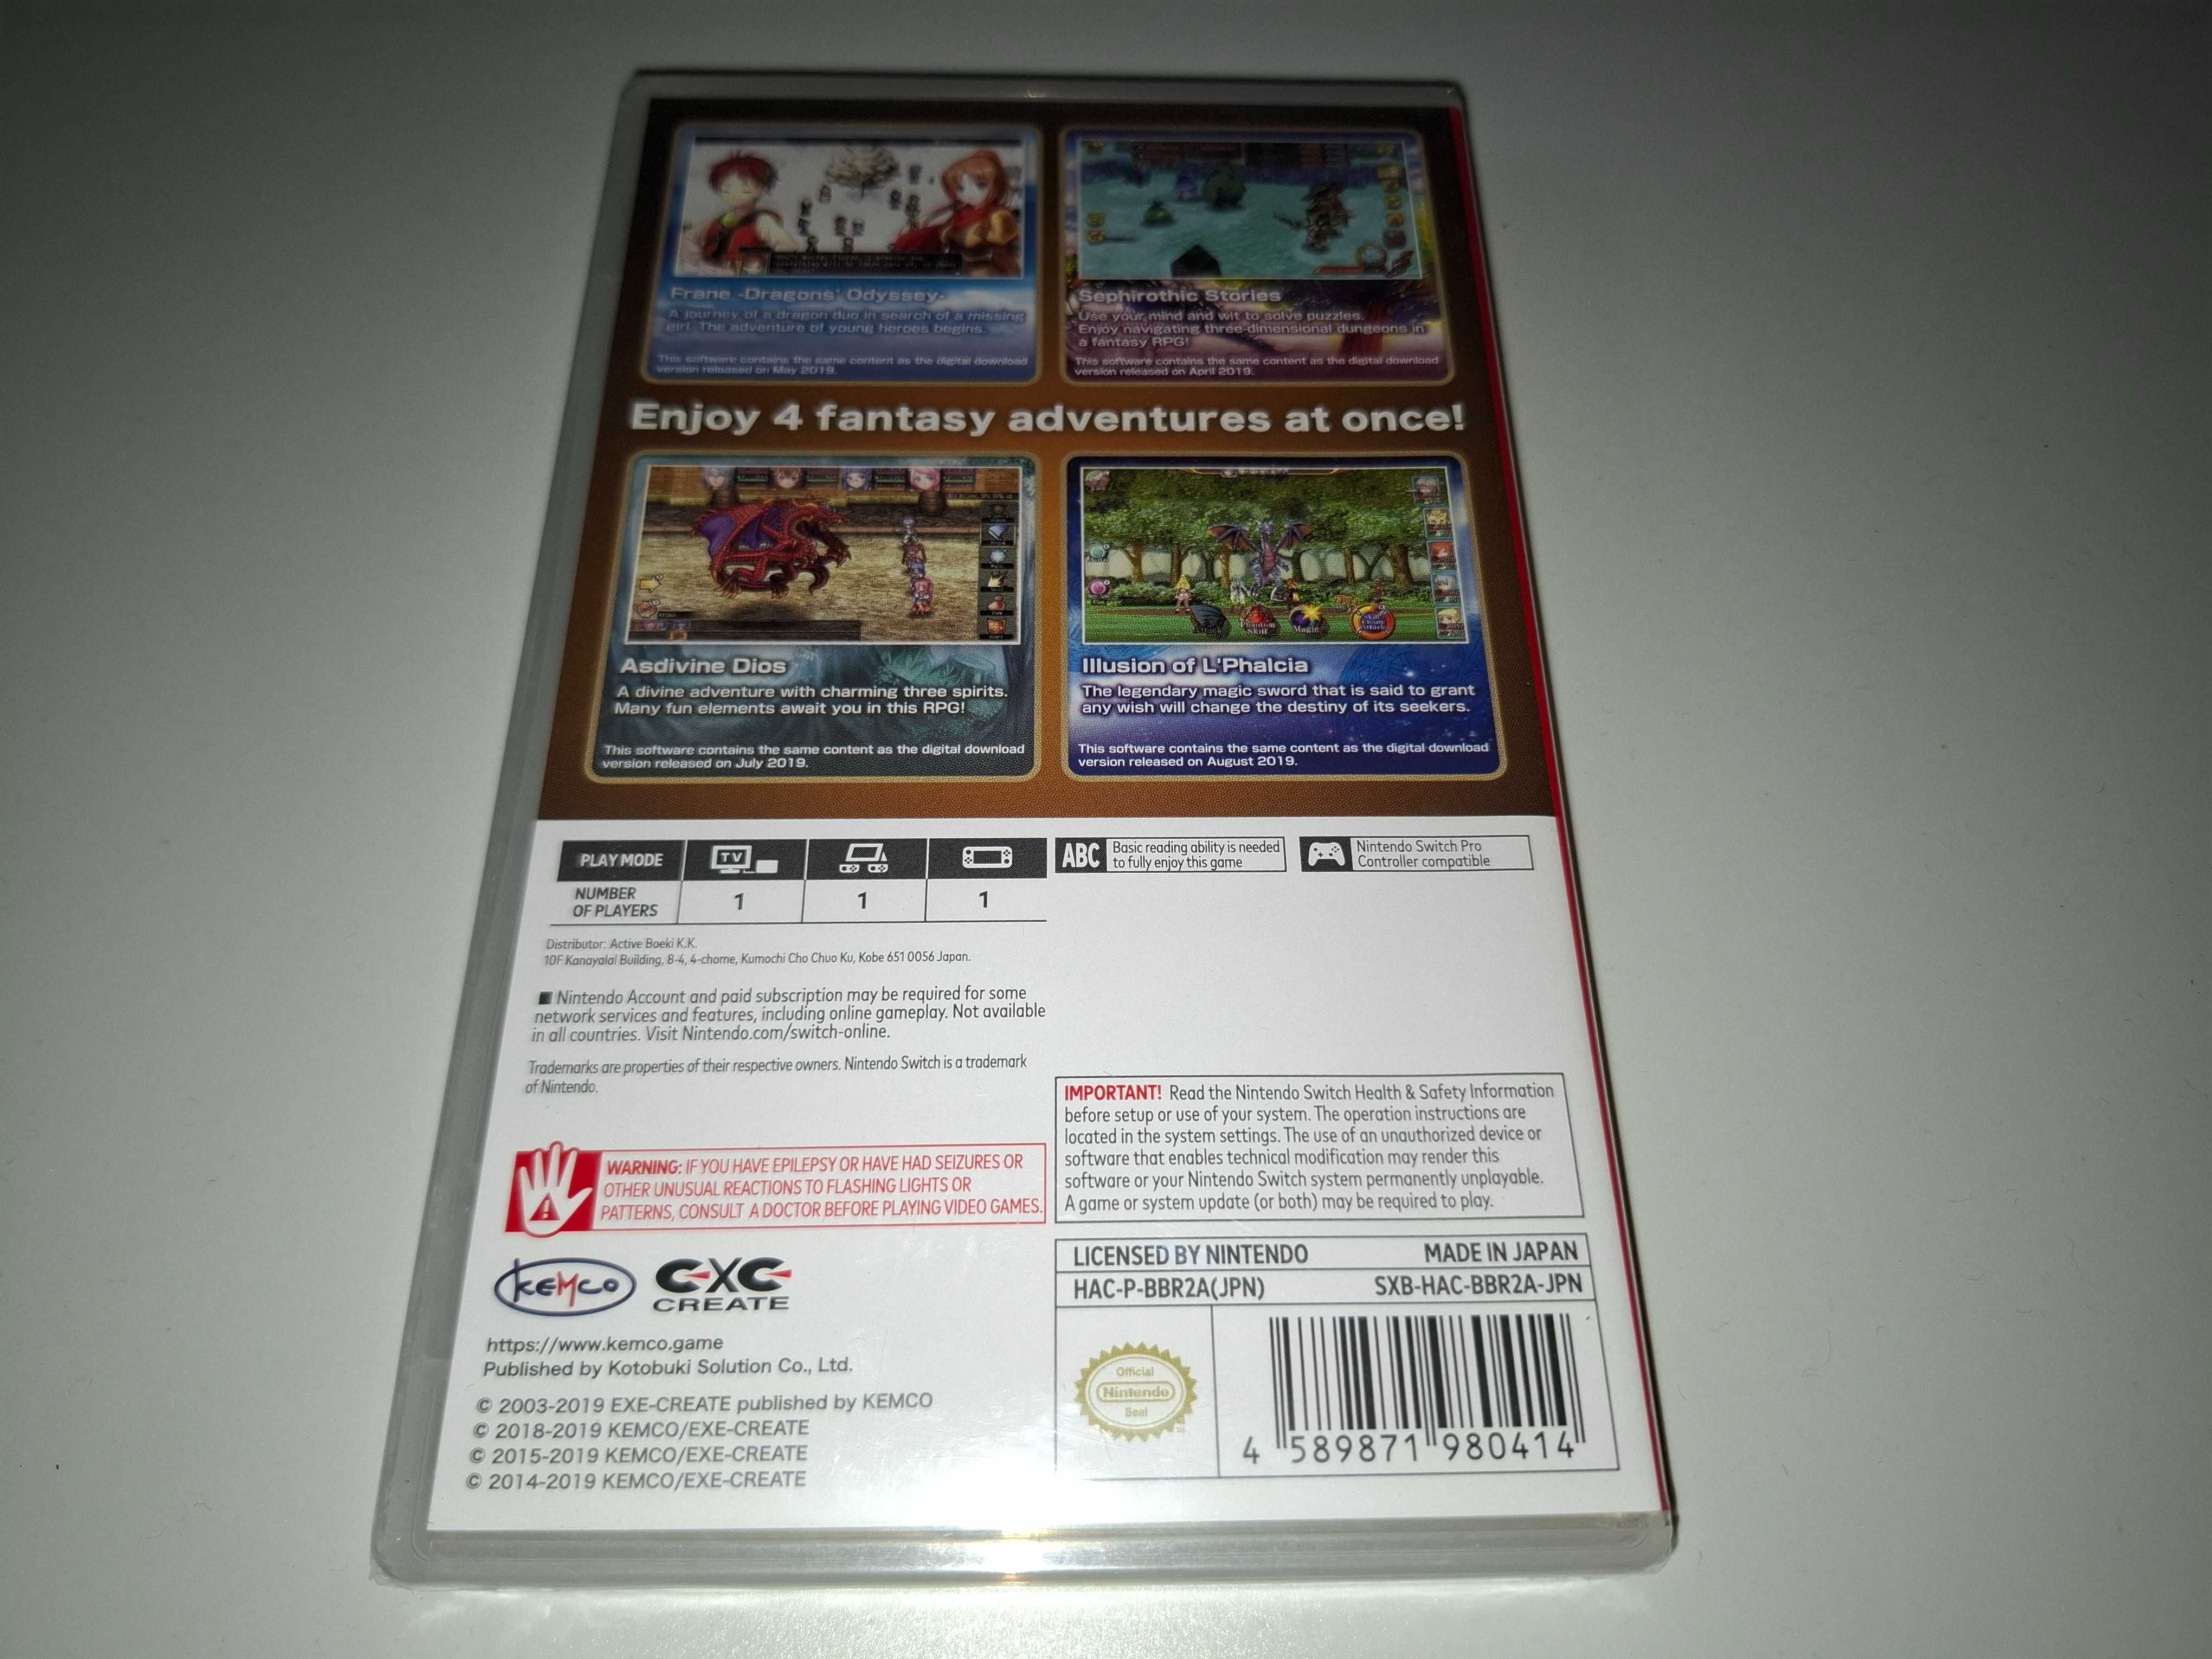 Frane -Dragons' Odyssey-
A journey of a dragon duo in search of a missing
girl. The adventure of young heroes begins.
This software contains the same content as the digital download
version released on May 2019.
Sephirothic Stories
Use your mind and wit to solve puzzles.
Enjoy navigating three-dimensional dungeons in
a fantasy RPG!
This software contains the same content as the digital download
version released on April 2019.
Enjoy 4 fantasy adventures at once!
Asdivine Dios
A divine adventure with charming three spirits.
Many fun elements await you in this RPG!
This software contains the same content as the digital download
version released on July 2019.
Phantom
Skill
Magic
Illusion of L'Phalcia
The legendary magic sword that is said to grant
any wish will change the destiny of its seekers.
This software contains the same content as the digital download
version released on August 2019.
PLAY MODE
TV
NUMBER
OF PLAYERS
1
1
1
ABC
Basic reading ability is needed
to fully enjoy this game
Nintendo Switch Pro
Controller compatible
Distributor: Active Boeki K.K.
10F Kanayalal Building, 8-4, 4-chome, Kumochi Cho Chuo Ku, Kobe 651 0056 Japan.
■ Nintendo Account and paid subscription may be required for some
network services and features, including online gameplay. Not available
in all countries. Visit Nintendo.com/switch-online.
Trademarks are properties of their respective owners. Nintendo Switch is a trademark
of Nintendo.
WARNING: IF YOU HAVE EPILEPSY OR HAVE HAD SEIZURES OR
OTHER UNUSUAL REACTIONS TO FLASHING LIGHTS OR
PATTERNS, CONSULT A DOCTOR BEFORE PLAYING VIDEO GAMES.
IMPORTANT! Read the Nintendo Switch Health & Safety Information
before setup or use of your system. The operation instructions are
located in the system settings. The use of an unauthorized device or
software that enables technical modification may render this
software or your Nintendo Switch system permanently unplayable.
A game or system update (or both) may be required to play.
KEMCO
EXE
CREATE
https://www.kemco.game
Published by Kotobuki Solution Co., Ltd.
© 2003-2019 EXE-CREATE published by KEMCO
© 2018-2019 KEMCO/EXE-CREATE
© 2015-2019 KEMCO/EXE-CREATE
© 2014-2019 KEMCO/EXE-CREATE
LICENSED BY NINTENDO
MADE IN JAPAN
HAC-P-BBR2A(JPN)
SXB-HAC-BBR2A-JPN
Official
Nintendo
Seal
4 589871 980414